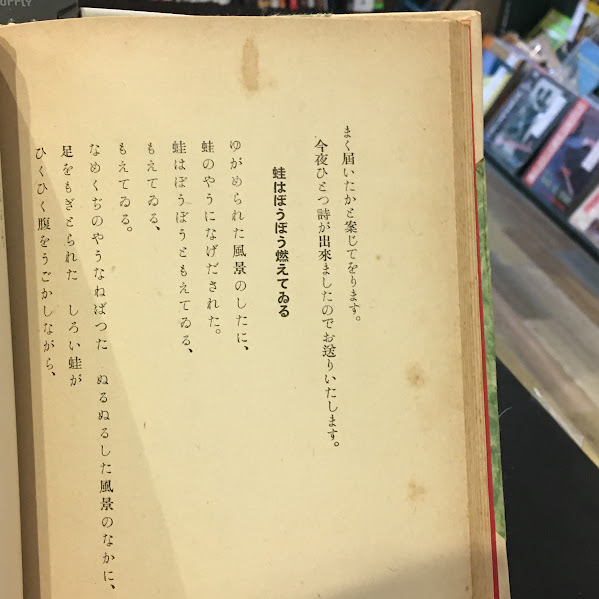 まく届いたかと案じてをります。
今夜ひとつ詩が出來ましたのでお送りいたします。
蛙はぼうぼう燃えてゐる
ゆがめられた風景のしたに、
蛙のやうになげだされた。
蛙はぼうぼうともえてゐる、
もえてゐる、
もえてゐる。
なめくぢのやうなねばつた ぬるぬるした風景のなかに、
足をもぎとられた しろい蛙が
ひくひく腹をうごかしながら、